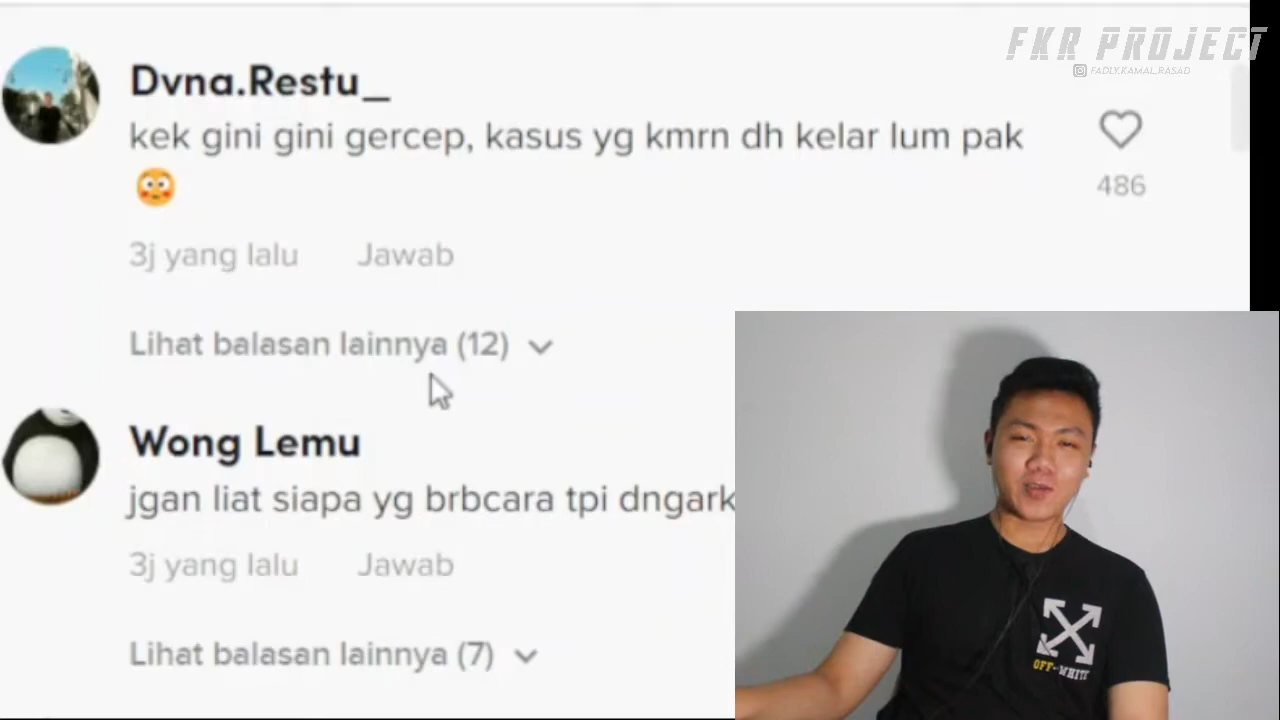 FKR PROJECT
FADLY.KAMAL_RASAD
Dvna.Restu_
kek gini gini gercep, kasus yg kmrn dh kelar lum pak
😳
486
3j yang lalu Jawab
Lihat balasan lainnya (12)
Wong Lemu
jgan liat siapa yg brbcara tpi dngark
3j yang lalu Jawab
Lihat balasan lainnya (7)
OFF-WHITE